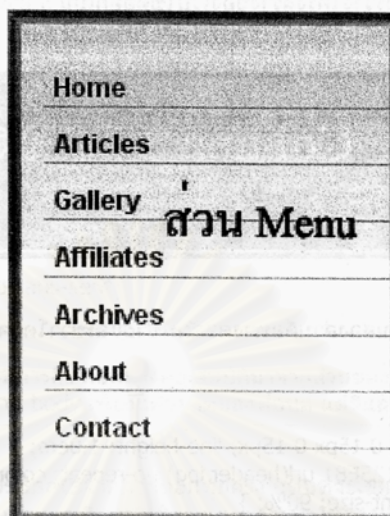 Home
Articles
Gallery
ส่วน Menu
Affiliates
Archives
About
Contact